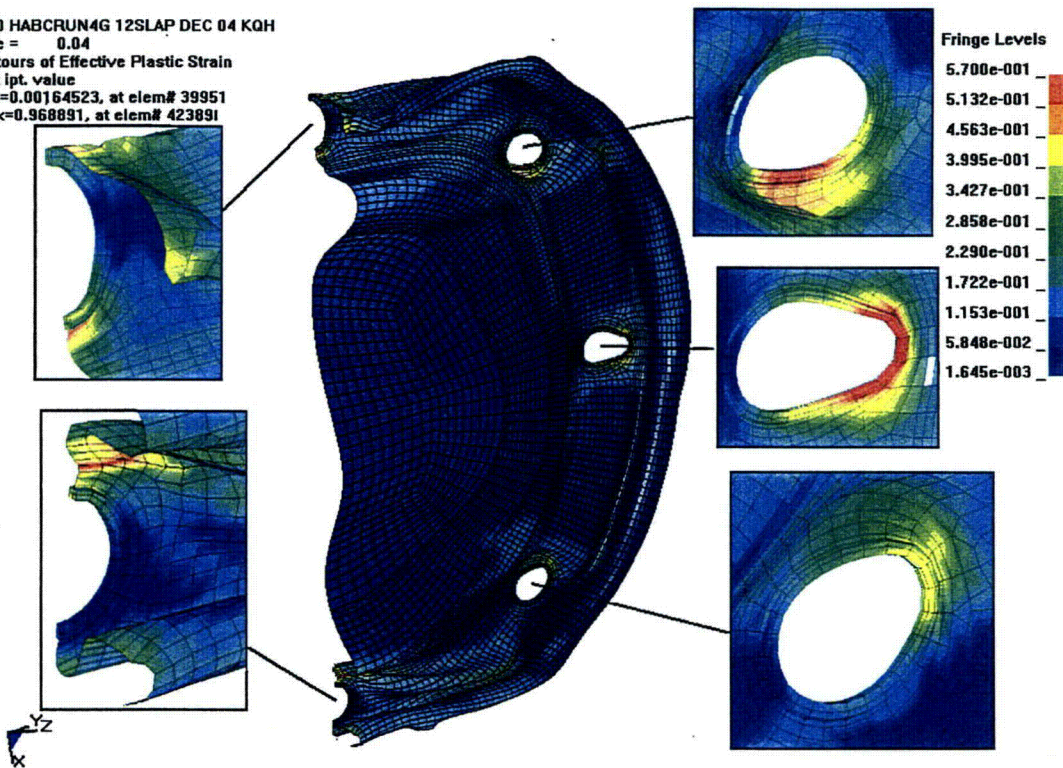 0 HABCRUN4G 12SLAP DEC 04 KQH
e = 0.04
tours of Effective Plastic Strain
ipt. value
=0.00164523, at elem# 39951
x=0.968891, at elem# 42389
Fringe Levels
5.700e-001
5.132e-001
4.563e-001
3.995e-001
3.427e-001
2.858e-001
2.290e-001
1.722e-001
1.153e-001
5.848e-002
1.645e-003
Y
Z
X